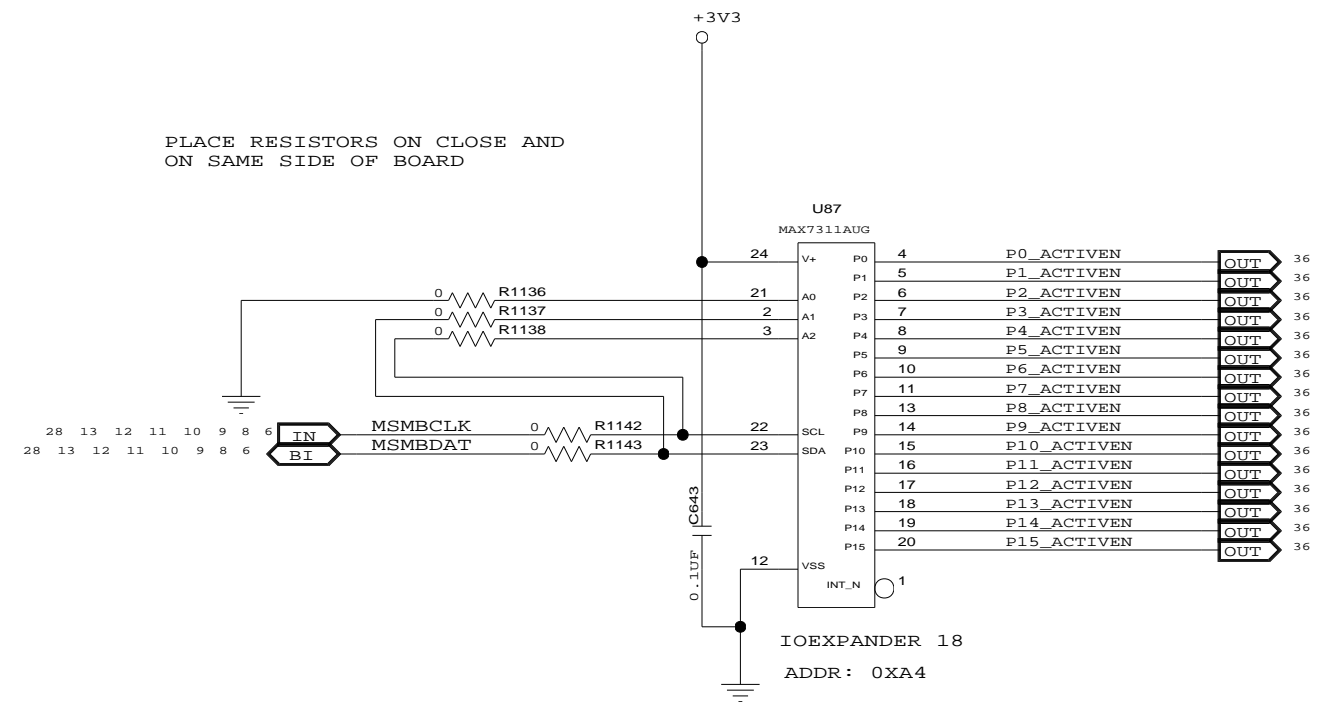 +3V3
PLACE RESISTORS ON CLOSE AND
ON SAME SIDE OF BOARD
U87
MAX7311AUG
24 V+ P0 4 P0_ACTIVEN OUT 36
P1 5 P1_ACTIVEN OUT 36
0 R1136 21 A0 P2 6 P2_ACTIVEN OUT 36
0 R1137 2 A1 P3 7 P3_ACTIVEN OUT 36
0 R1138 3 A2 P4 8 P4_ACTIVEN OUT 36
P5 9 P5_ACTIVEN OUT 36
P6 10 P6_ACTIVEN OUT 36
P7 11 P7_ACTIVEN OUT 36
P8 13 P8_ACTIVEN OUT 36
28 13 12 11 10 9 8 6 IN MSMBCLK 0 R1142 22 SCL P9 14 P9_ACTIVEN OUT 36
28 13 12 11 10 9 8 6 BI MSMBDAT 0 R1143 23 SDA P10 15 P10_ACTIVEN OUT 36
P11 16 P11_ACTIVEN OUT 36
P12 17 P12_ACTIVEN OUT 36
C643 P13 18 P13_ACTIVEN OUT 36
P14 19 P14_ACTIVEN OUT 36
P15 20 P15_ACTIVEN OUT 36
0.1UF 12 VSS
INT_N 1
IOEXPANDER 18
ADDR: 0XA4